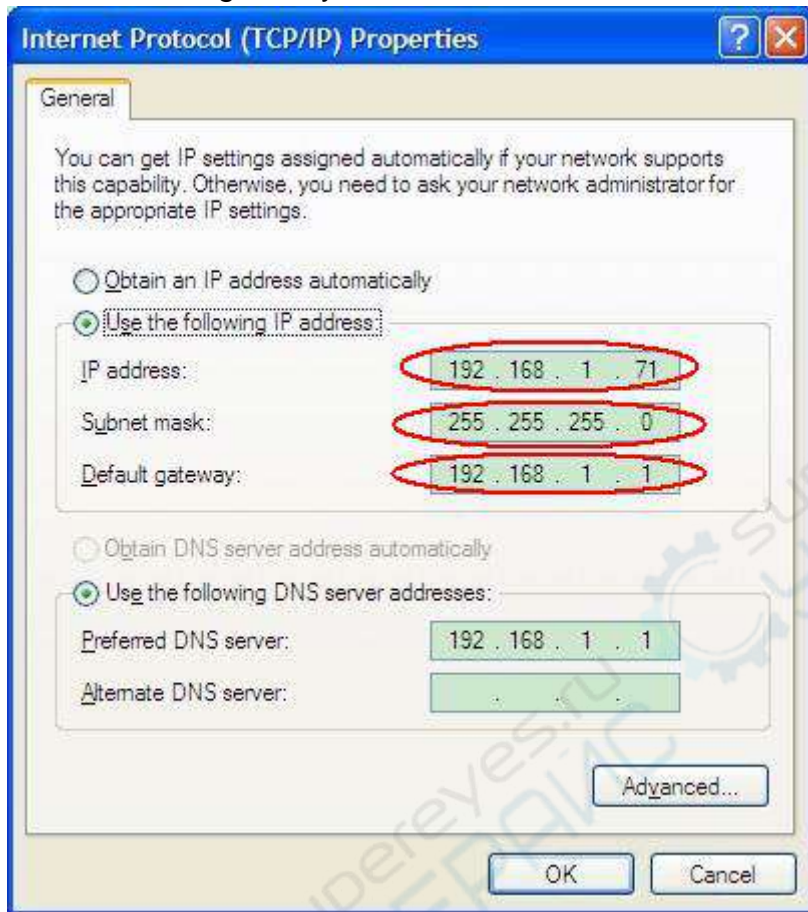 Internet Protocol (TCP/IP) Properties
General
You can get IP settings assigned automatically if your network supports
this capability. Otherwise, you need to ask your network administrator for
the appropriate IP settings.
Obtain an IP address automatically
Use the following IP address:
IP address: 192 . 168 . 1 . 71
Subnet mask: 255 . 255 . 255 . 0
Default gateway: 192 . 168 . 1 . 1
Obtain DNS server address automatically
Use the following DNS server addresses:
Preferred DNS server: 192 . 168 . 1 . 1
Alternate DNS server: . . .
Advanced...
OK Cancel